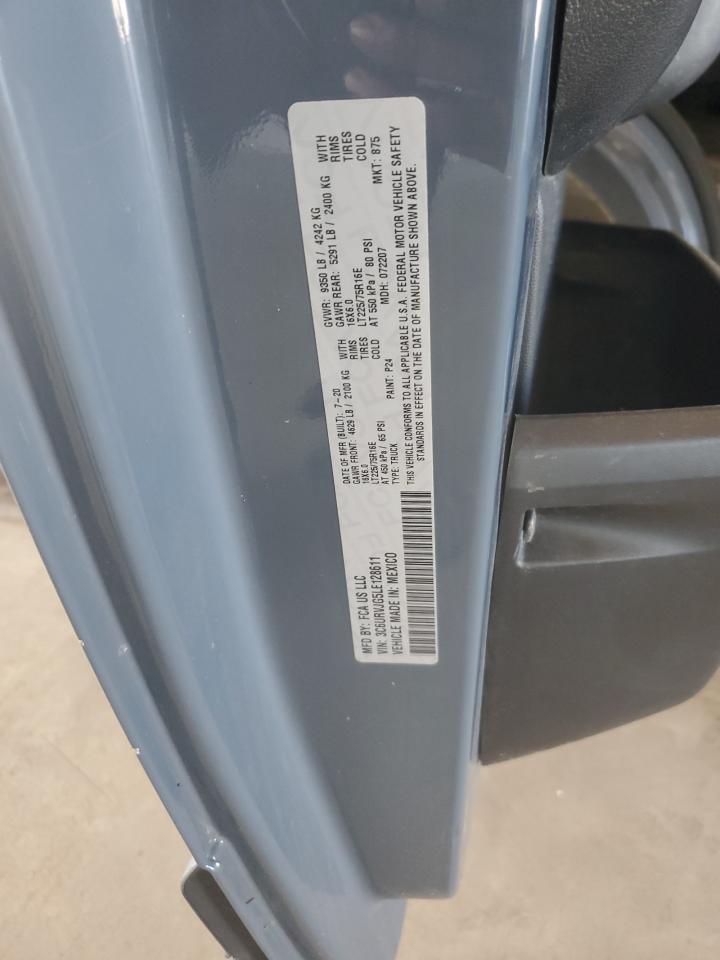 MFD BY: FCA US LLC
VIN: 3C6URVJG5LE128611
VEHICLE MADE IN: MEXICO
DATE OF MFR (BUILT): 7-20
GAWR FRONT: 4629 LB / 2100 KG WITH
16X6.0 RIMS
LT225/75R16E TIRES
AT 450 kPa / 65 PSI COLD
TYPE: TRUCK PAINT: P24
GVWR: 9350 LB / 4242 KG
GAWR REAR: 5291 LB / 2400 KG WITH
16X6.0 RIMS
LT225/75R16E TIRES
AT 550 kPa / 80 PSI COLD
MDH: 072207 MKT: B75
THIS VEHICLE CONFORMS TO ALL APPLICABLE U.S.A. FEDERAL MOTOR VEHICLE SAFETY
STANDARDS IN EFFECT ON THE DATE OF MANUFACTURE SHOWN ABOVE.